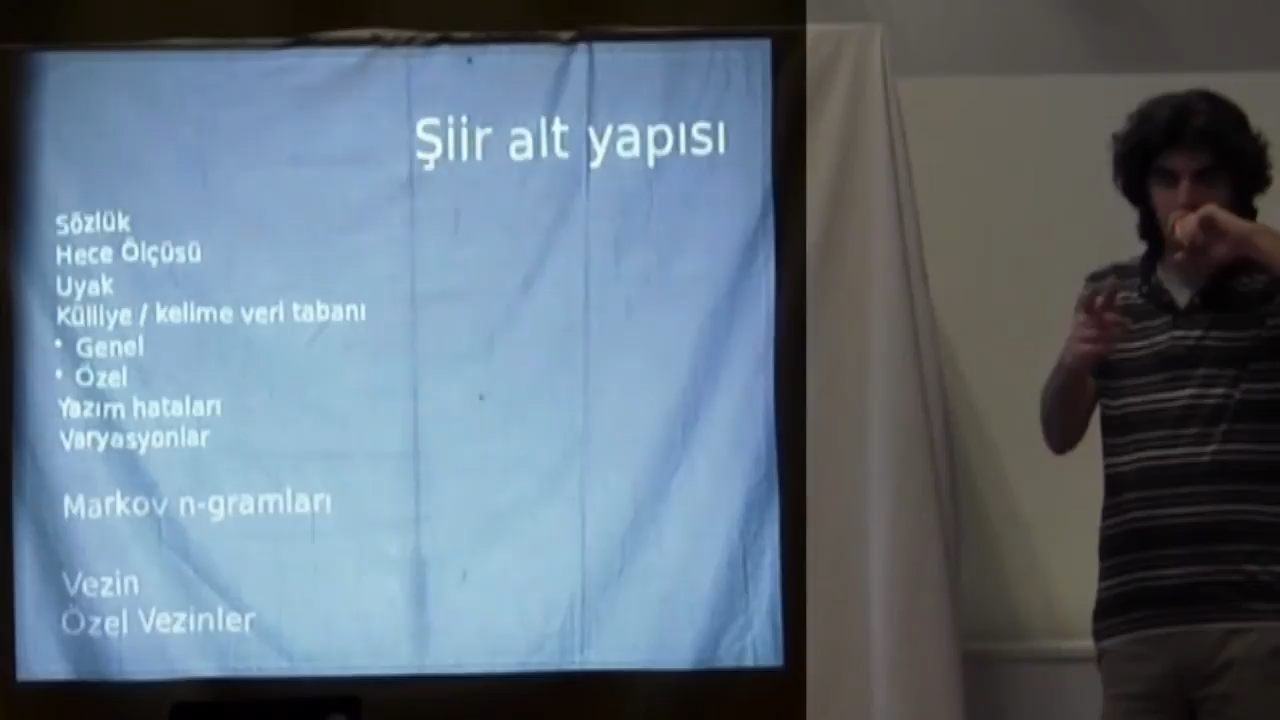 Şiir alt yapısı
Sözlük
Hece Ölçüsü
Uyak
Külliye / kelime veri tabanı
• Genel
• Özel
Yazım hataları
Varyasyonlar
Markov n-gramları
Vezin
Özel Vezinler